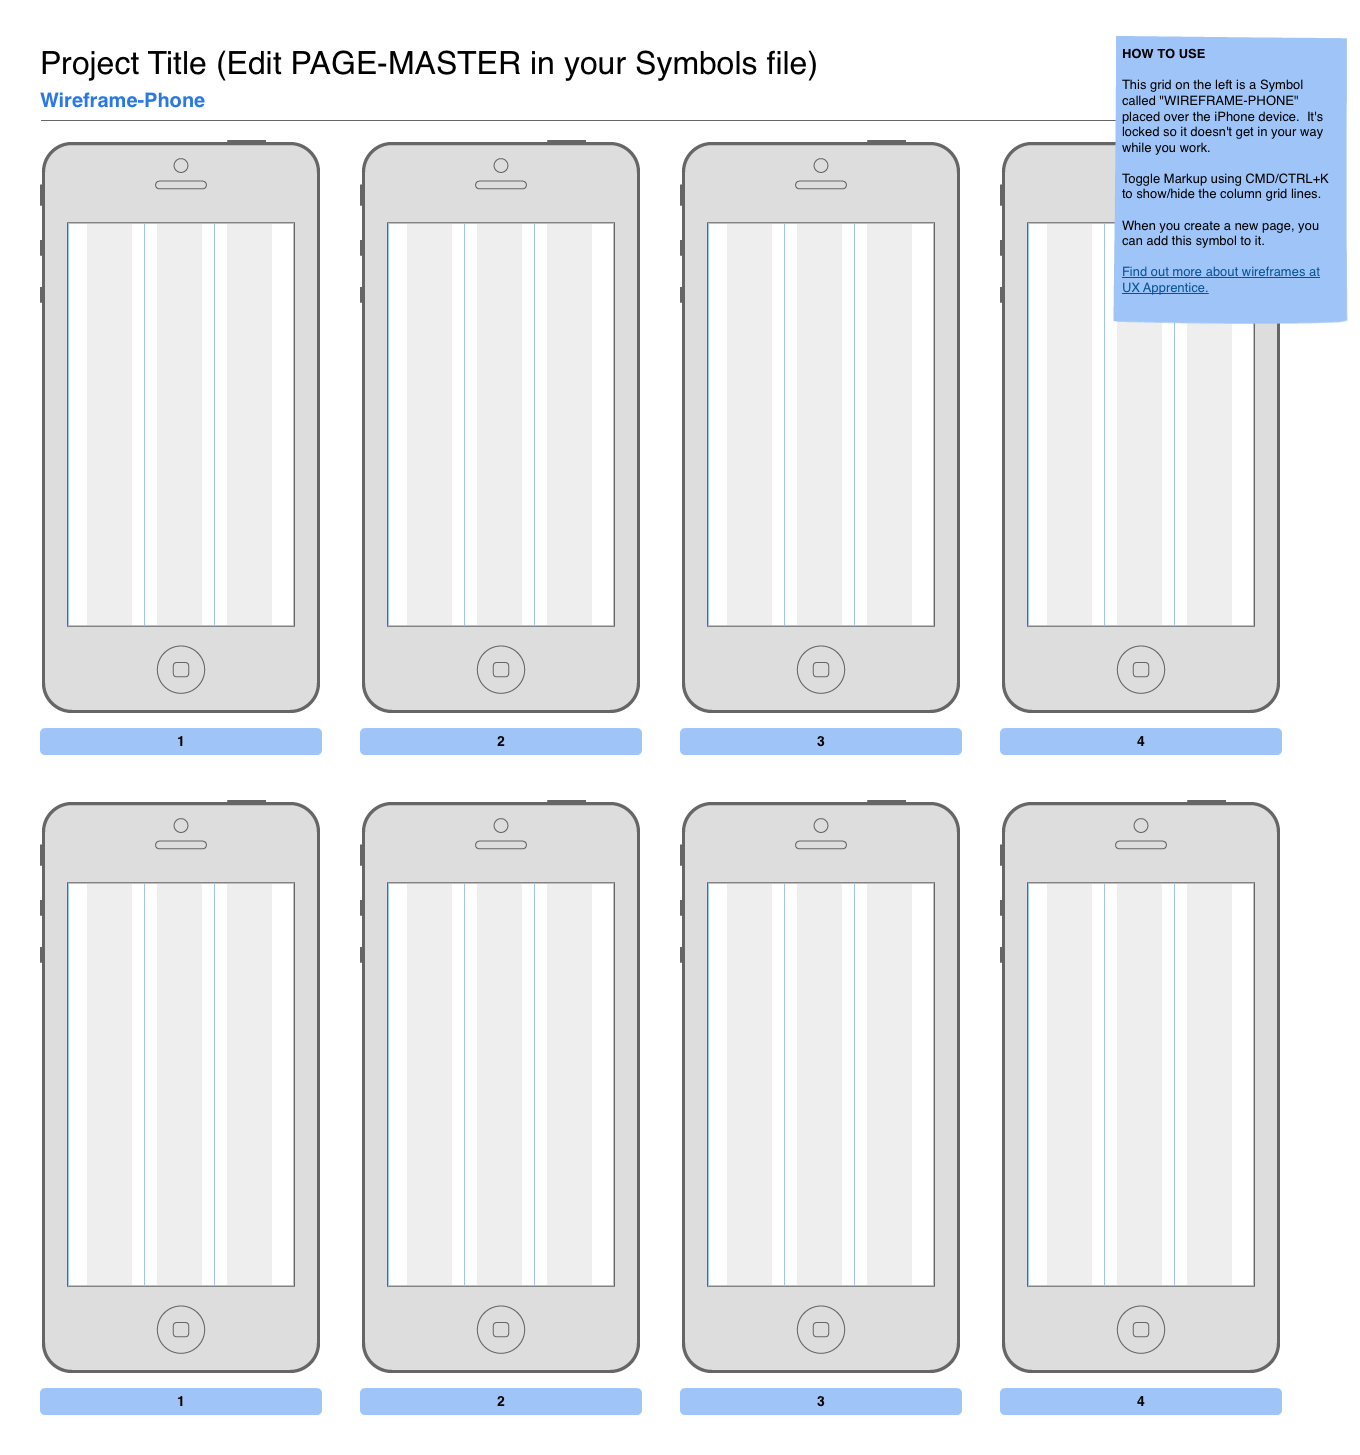 Project Title (Edit PAGE-MASTER in your Symbols file)
Wireframe-Phone
HOW TO USE
This grid on the left is a Symbol
called "WIREFRAME-PHONE"
placed over the iPhone device.  It's
locked so it doesn't get in your way
while you work.
Toggle Markup using CMD/CTRL+K
to show/hide the column grid lines.
When you create a new page, you
can add this symbol to it.
Find out more about wireframes at
UX Apprentice.
1
2
3
4
1
2
3
4